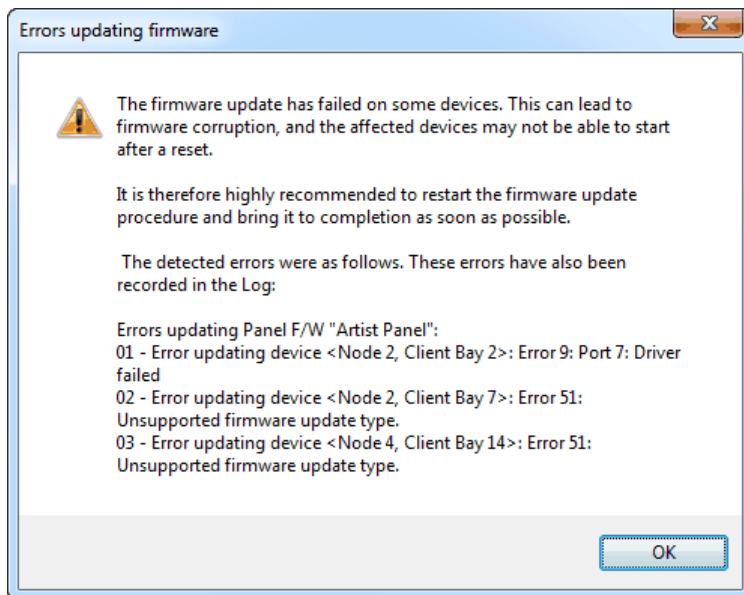 Errors updating firmware
The firmware update has failed on some devices. This can lead to
firmware corruption, and the affected devices may not be able to start
after a reset.
It is therefore highly recommended to restart the firmware update
procedure and bring it to completion as soon as possible.
The detected errors were as follows. These errors have also been
recorded in the Log:
Errors updating Panel F/W "Artist Panel":
01 - Error updating device <Node 2, Client Bay 2>: Error 9: Port 7: Driver
failed
02 - Error updating device <Node 2, Client Bay 7>: Error 51:
Unsupported firmware update type.
03 - Error updating device <Node 4, Client Bay 14>: Error 51:
Unsupported firmware update type.
OK